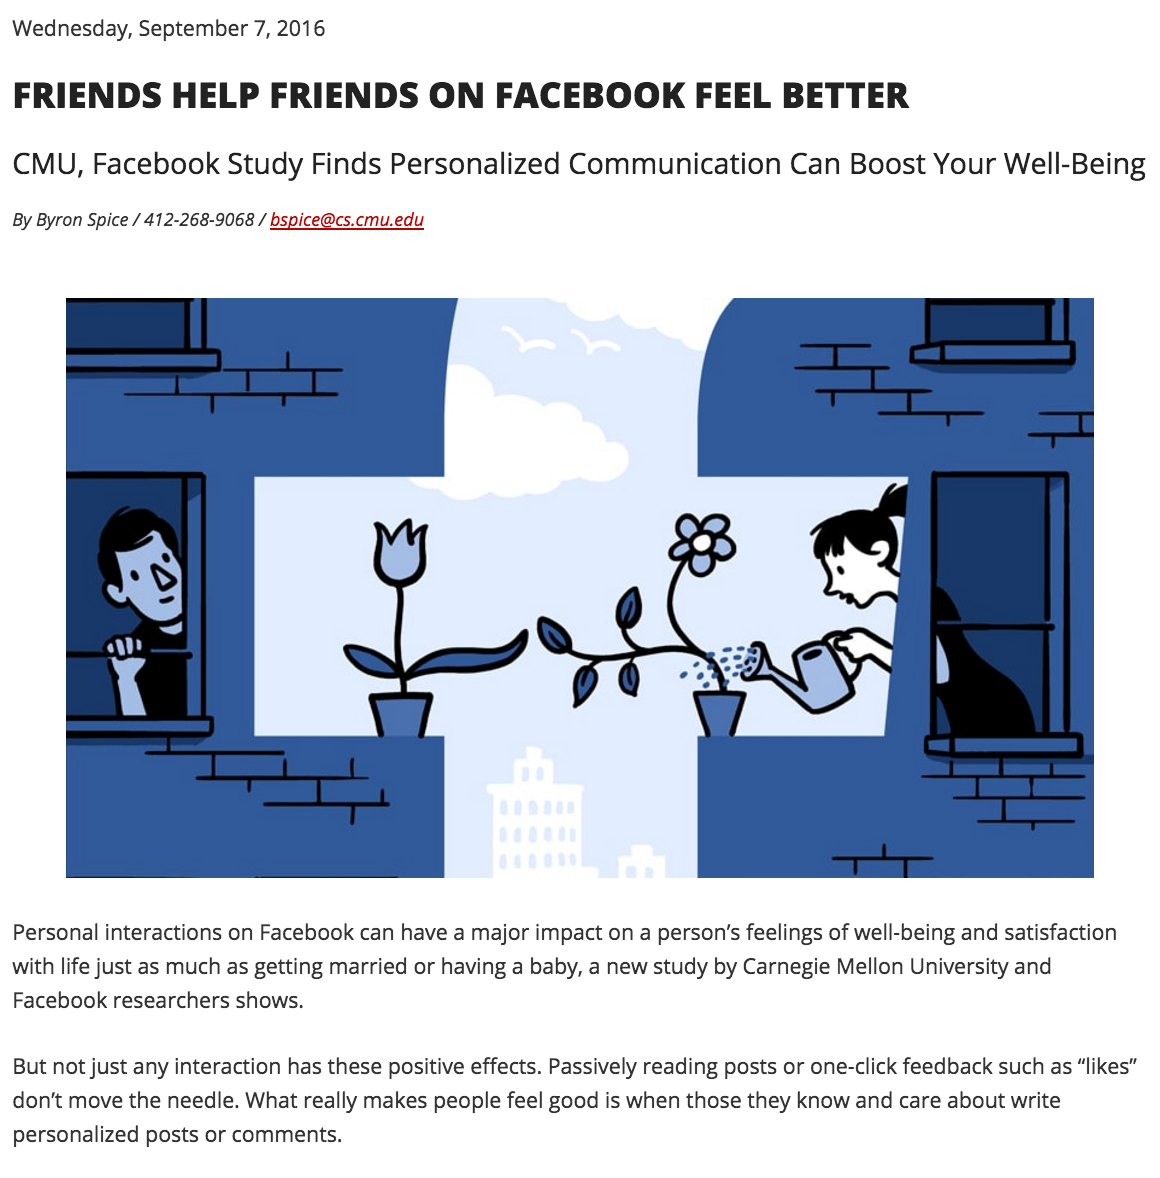 Wednesday, September 7, 2016
FRIENDS HELP FRIENDS ON FACEBOOK FEEL BETTER
CMU, Facebook Study Finds Personalized Communication Can Boost Your Well-Being
By Byron Spice / 412-268-9068 / bspice@cs.cmu.edu
Personal interactions on Facebook can have a major impact on a person’s feelings of well-being and satisfaction
with life just as much as getting married or having a baby, a new study by Carnegie Mellon University and
Facebook researchers shows.
But not just any interaction has these positive effects. Passively reading posts or one-click feedback such as “likes”
don’t move the needle. What really makes people feel good is when those they know and care about write
personalized posts or comments.